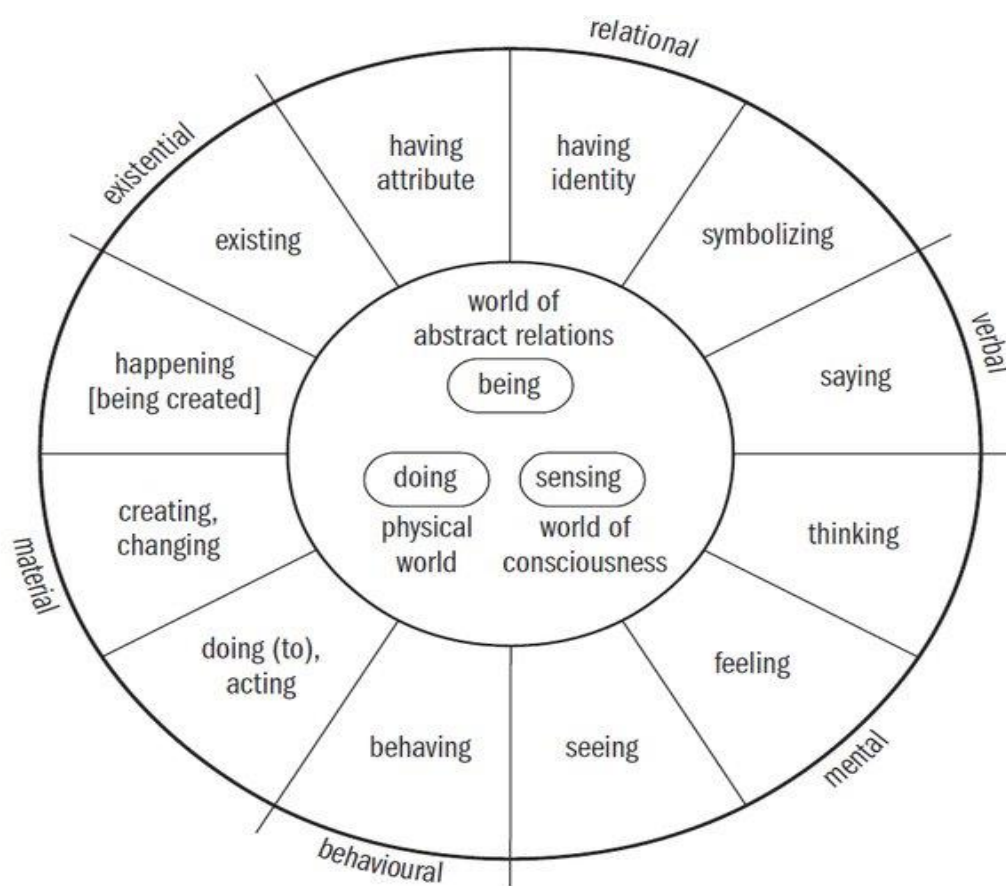 relational
existential
verbal
having
attribute
having
identity
existing
symbolizing
world of
abstract relations
being
happening
[being created]
saying
doing
sensing
physical
world
world of
consciousness
creating,
changing
thinking
material
doing (to),
acting
feeling
behaving
seeing
mental
behavioural